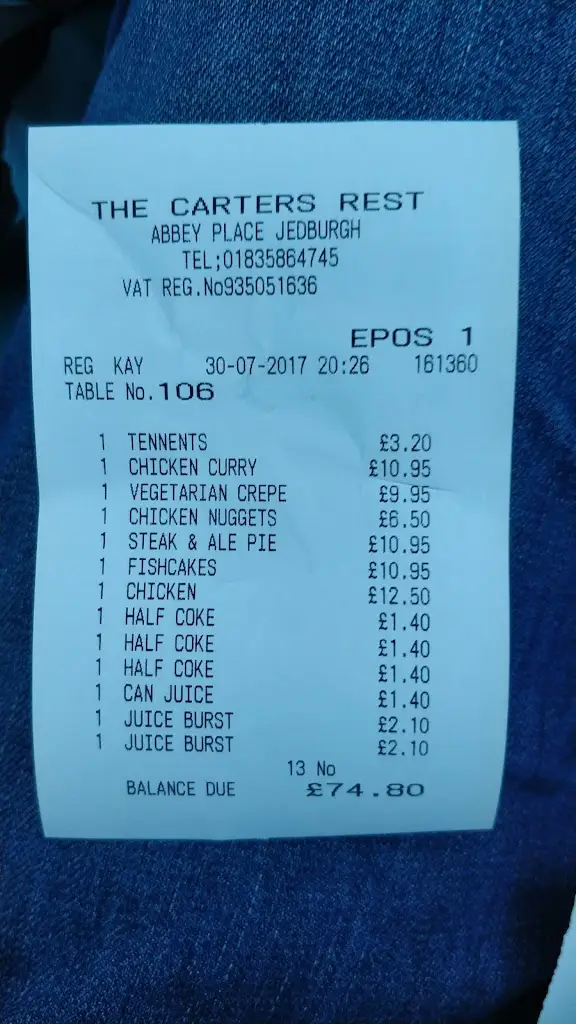 THE CARTERS REST
ABBEY PLACE JEDBURGH
TEL;01835864745
VAT REG.No935051636
EPOS 1
REG KAY 30-07-2017 20:26 161360
TABLE No.106
1 TENNENTS £3.20
1 CHICKEN CURRY £10.95
1 VEGETARIAN CREPE £9.95
1 CHICKEN NUGGETS £6.50
1 STEAK & ALE PIE £10.95
1 FISHCAKES £10.95
1 CHICKEN £12.50
1 HALF COKE £1.40
1 HALF COKE £1.40
1 HALF COKE £1.40
1 CAN JUICE £1.40
1 JUICE BURST £2.10
1 JUICE BURST £2.10
13 No
BALANCE DUE £74.80